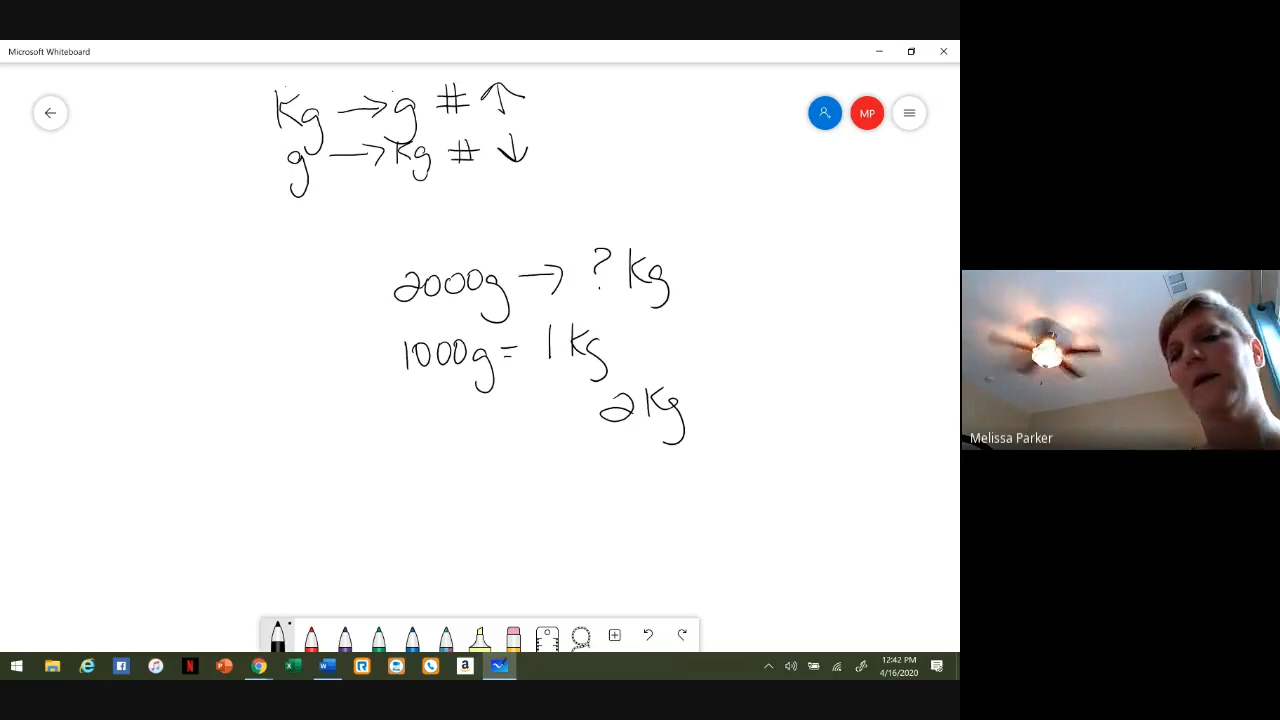 Microsoft Whiteboard
Kg → g # ↑
g → Kg # ↓
MP
2000g → ? Kg
1000g = 1 Kg
2 Kg
Melissa Parker
12:42 PM
4/16/2020